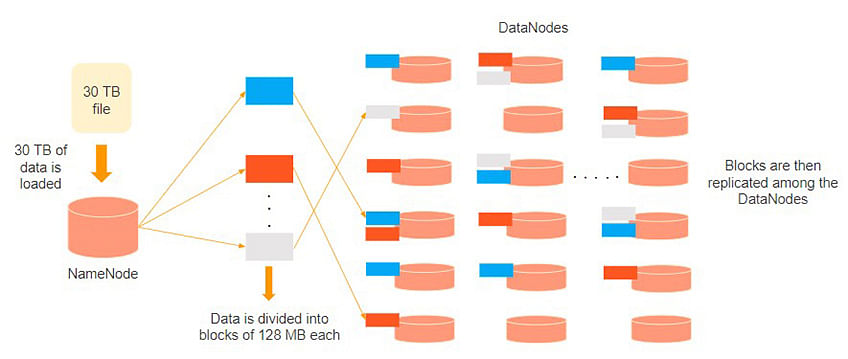 DataNodes
30 TB
file
30 TB of
data is
loaded
NameNode
Data is divided into
blocks of 128 MB each
Blocks are then
replicated among the
DataNodes